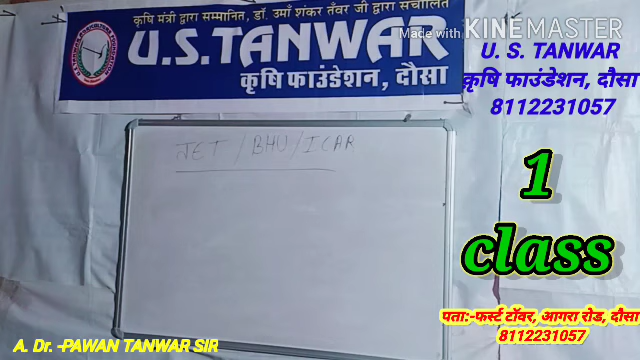 कृषि मंत्री द्वारा सम्मानित, डॉ. उमाँ शंकर तँवर जी द्वारा संचालित
Made with KINEMASTER
U.S.TANWAR
कृषि फाउंडेशन, दौसा
U. S. TANWAR
कृषि फाउंडेशन, दौसा
8112231057
JET / BHU / ICAR
1
class
पता:-फर्स्ट टॉवर, आगरा रोड, दौसा
8112231057
A. Dr. -PAWAN TANWAR SIR